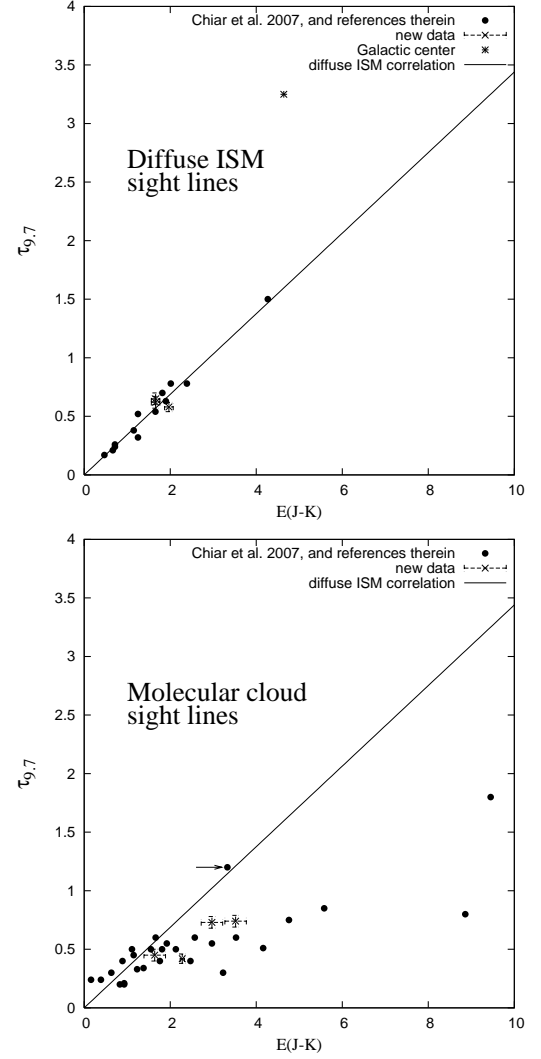 4
3.5
3
2.5
2
1.5
1
0.5
0
τ9.7
Chiar et al. 2007, and references therein
new data
Galactic center
diffuse ISM correlation
Diffuse ISM
sight lines
0 2 4 6 8 10
E(J-K)
4
3.5
3
2.5
2
1.5
1
0.5
0
τ9.7
Chiar et al. 2007, and references therein
new data
diffuse ISM correlation
Molecular cloud
sight lines
0 2 4 6 8 10
E(J-K)